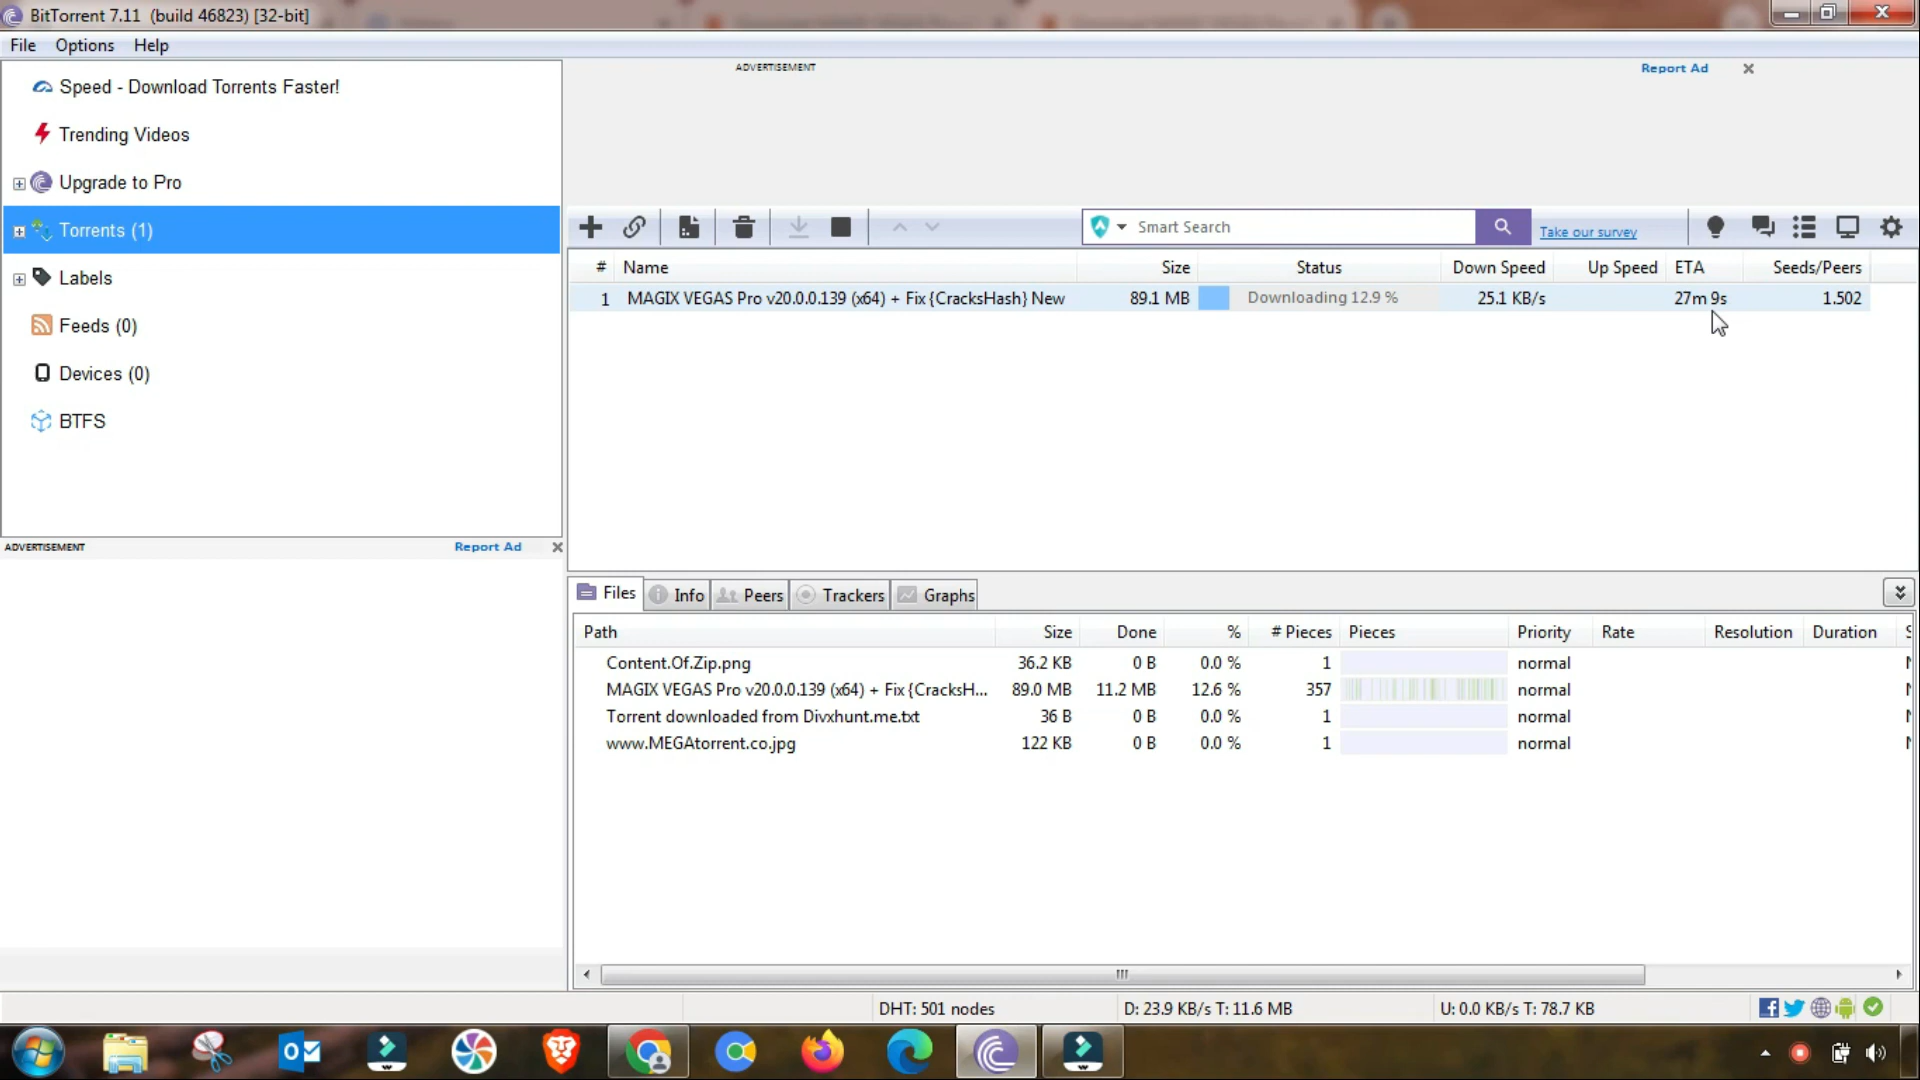 BitTorrent 7.11 (build 46823) [32-bit]
File Options Help
Speed - Download Torrents Faster!
Trending Videos
Upgrade to Pro
Torrents (1)
Labels
Feeds (0)
Devices (0)
BTFS
ADVERTISEMENT Report Ad
ADVERTISEMENT Report Ad
Smart Search
Take our survey
# Name Size Status Down Speed Up Speed ETA Seeds/Peers
1 MAGIX VEGAS Pro v20.0.0.139 (x64) + Fix {CracksHash} New 89.1 MB Downloading 12.9 % 25.1 KB/s 27m 9s 1.502
Files Info Peers Trackers Graphs
Path Size Done % # Pieces Pieces Priority Rate Resolution Duration
Content.Of.Zip.png 36.2 KB 0 B 0.0 % 1 normal
MAGIX VEGAS Pro v20.0.0.139 (x64) + Fix {CracksH... 89.0 MB 11.2 MB 12.6 % 357 normal
Torrent downloaded from Divxhunt.me.txt 36 B 0 B 0.0 % 1 normal
www.MEGAtorrent.co.jpg 122 KB 0 B 0.0 % 1 normal
DHT: 501 nodes D: 23.9 KB/s T: 11.6 MB U: 0.0 KB/s T: 78.7 KB